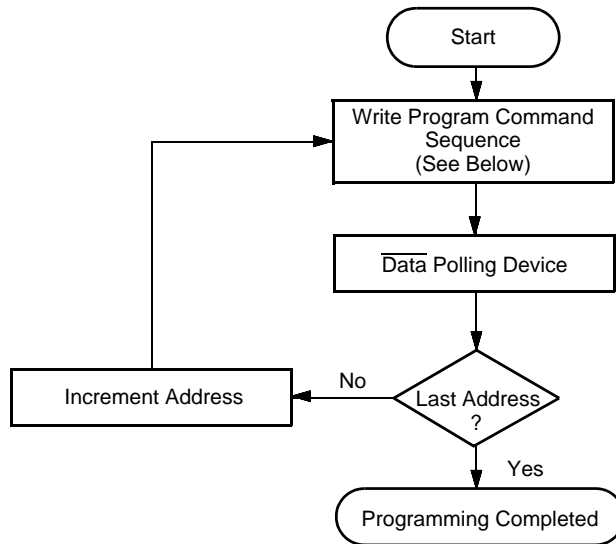 Start
Write Program Command
Sequence
(See Below)
Data Polling Device
Increment Address
No
Last Address
?
Yes
Programming Completed